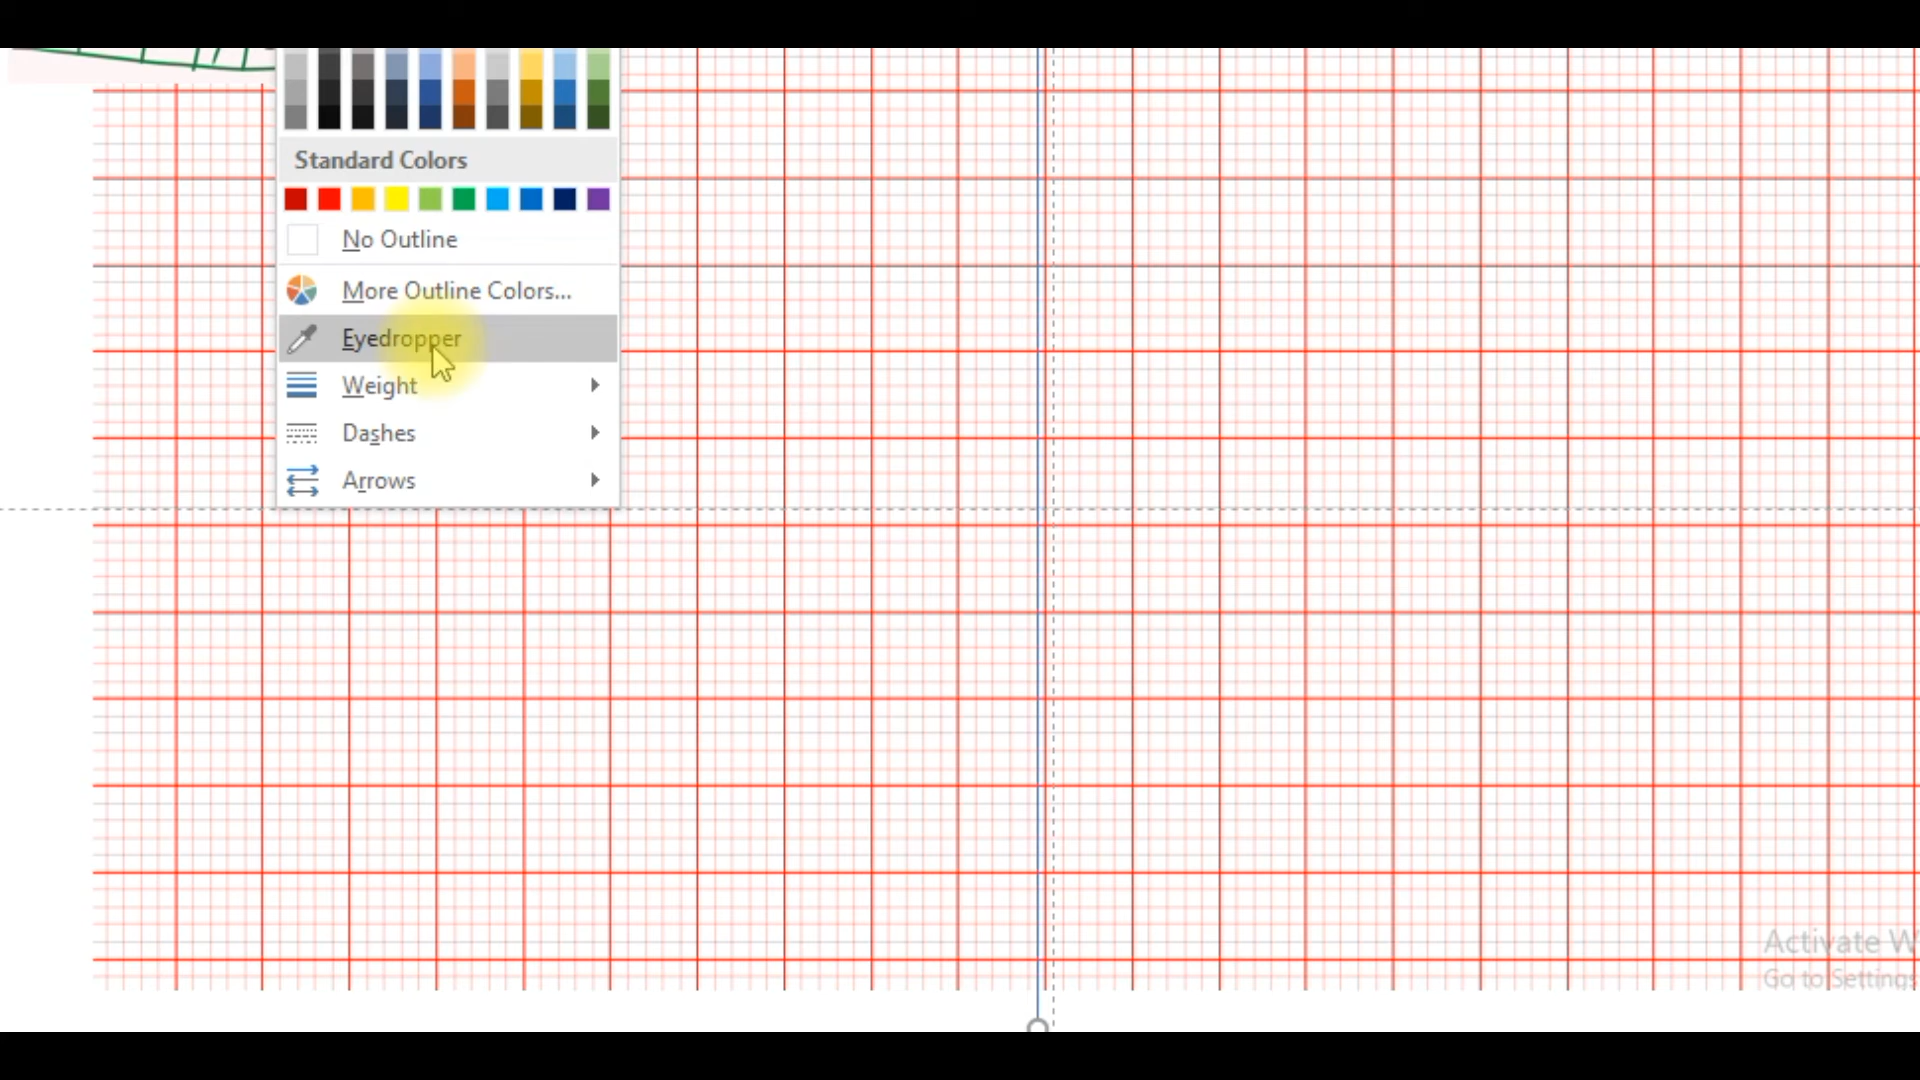 Standard Colors
No Outline
More Outline Colors...
Eyedropper
Weight
Dashes
Arrows
Activate W
Go to Settings